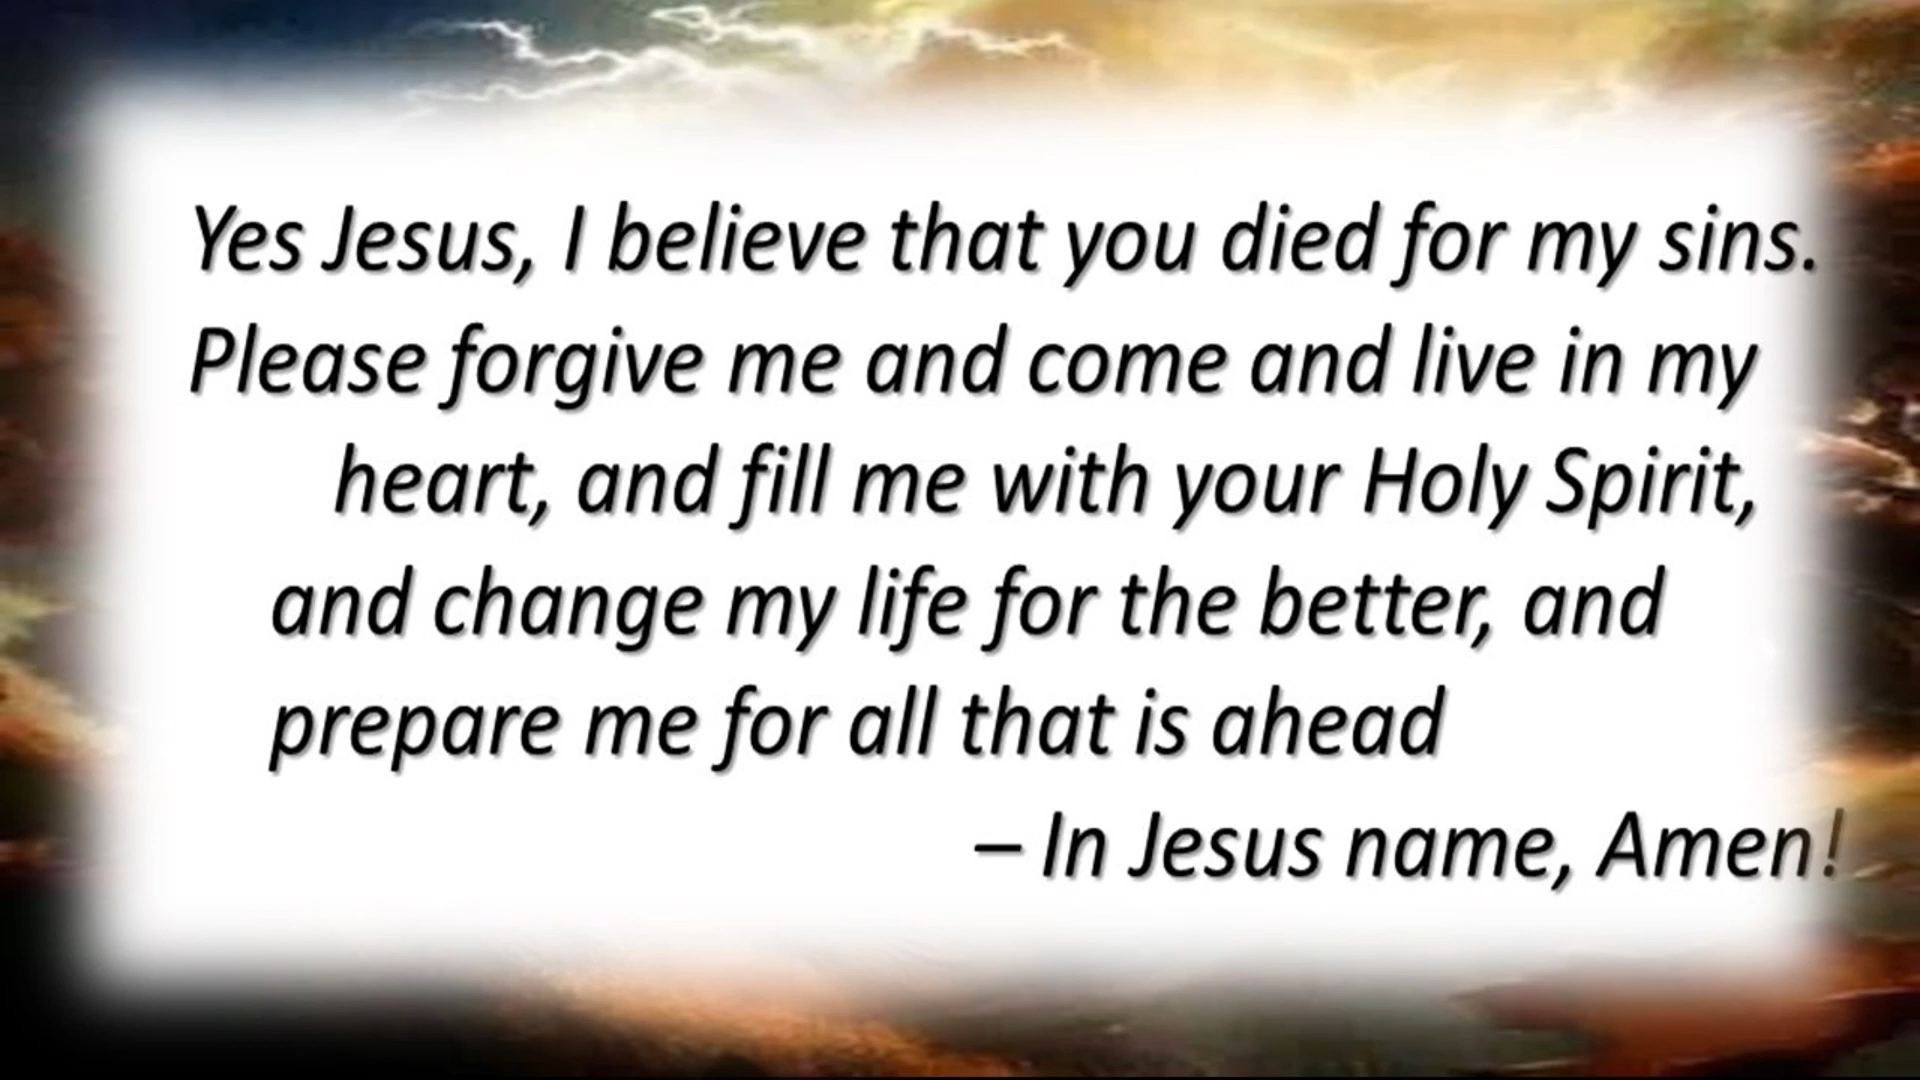 Yes Jesus, I believe that you died for my sins.
Please forgive me and come and live in my
heart, and fill me with your Holy Spirit,
and change my life for the better, and
prepare me for all that is ahead
– In Jesus name, Amen!